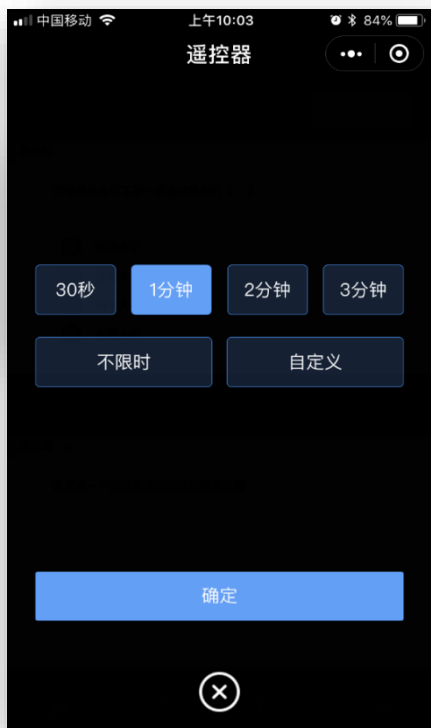 中国移动 上午10:03 84%
遥控器
30秒 1分钟 2分钟 3分钟
不限时 自定义
确定